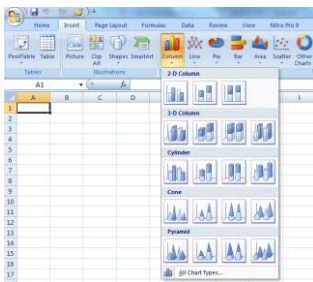 Home Insert Page Layout Formulas Data Review View Nitro Pro 9
PivotTable Table Picture Clip Art Shapes SmartArt Column Line Pie Bar Area Scatter Other Charts
Tables Illustrations
A1 fx
A B C D I
2-D Column
3-D Column
Cylinder
Cone
Pyramid
All Chart Types...
1
2
3
4
5
6
7
8
9
10
11
12
13
14
15
16
17